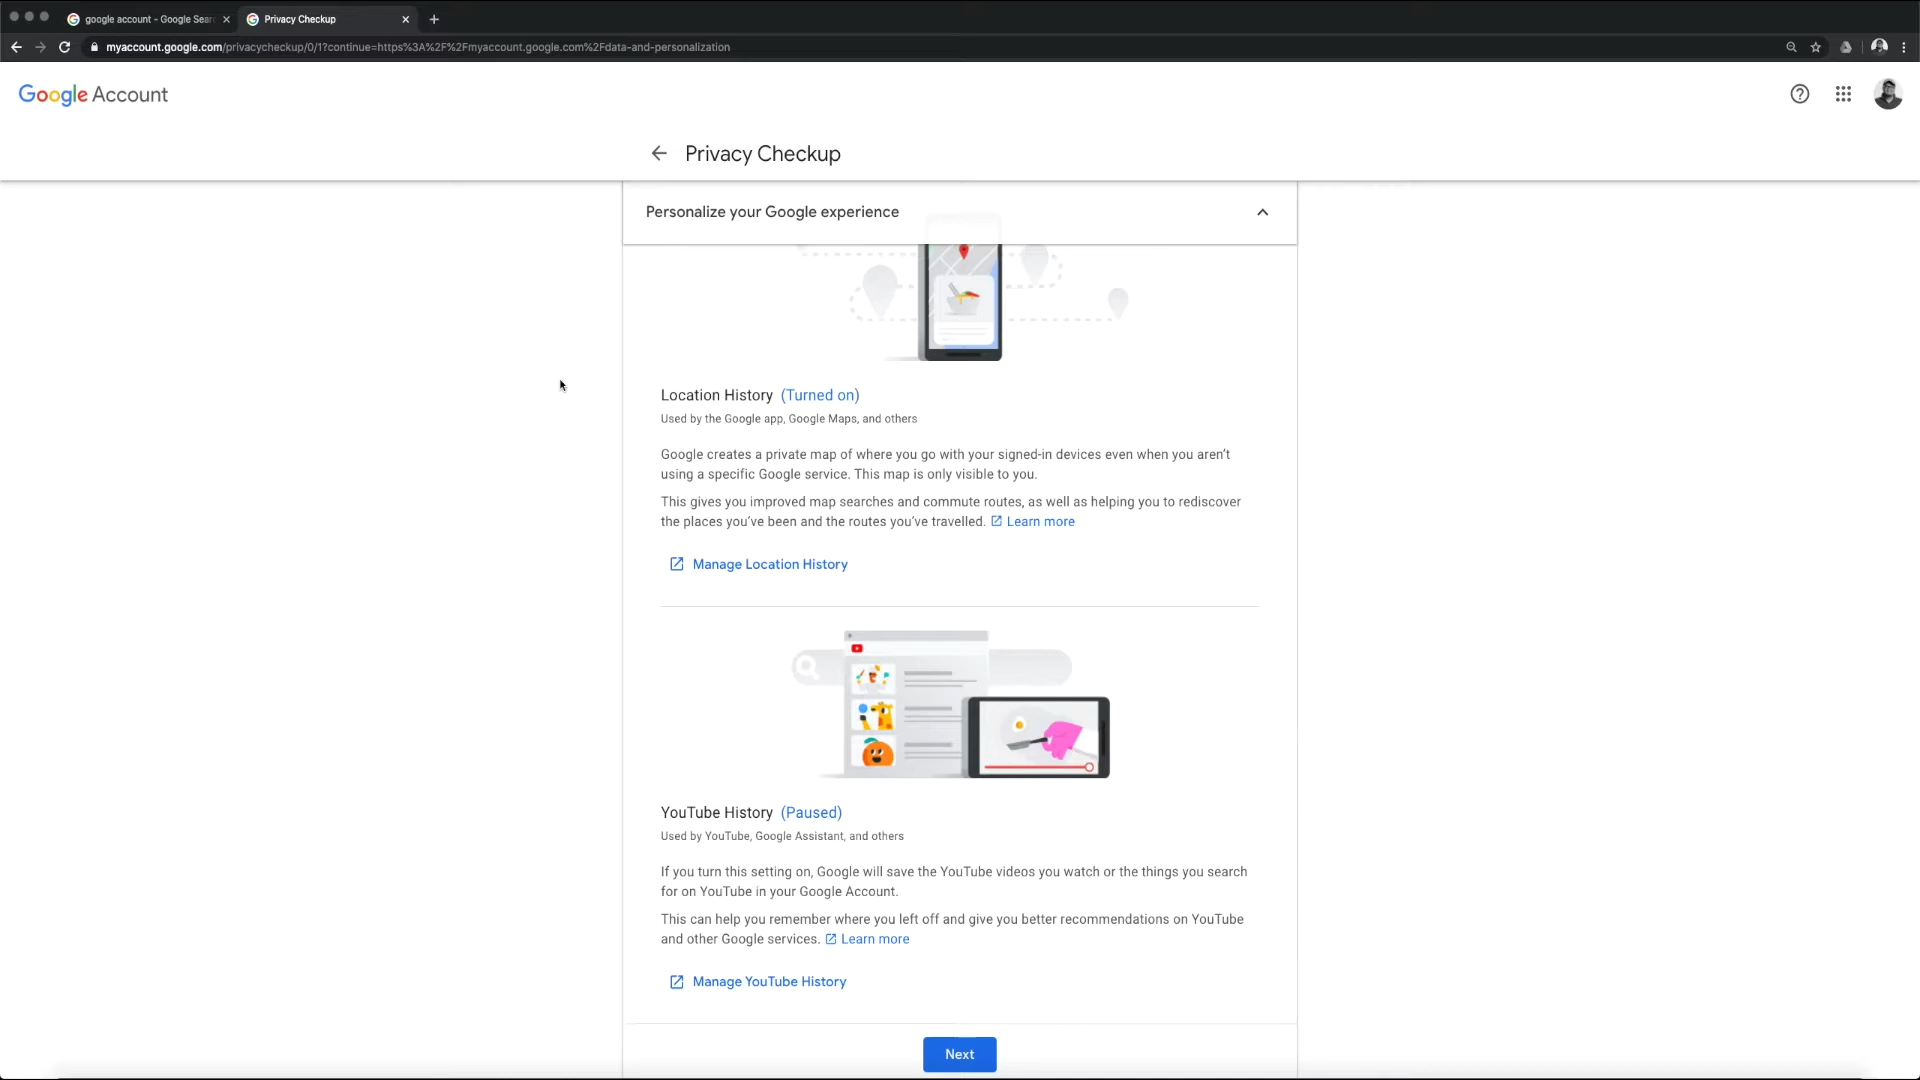 google account - Google Sear
Privacy Checkup
myaccount.google.com/privacycheckup/0/1?continue=https%3A%2F%2Fmyaccount.google.com%2Fdata-and-personalization
Google Account
Privacy Checkup
Personalize your Google experience
Location History (Turned on)
Used by the Google app, Google Maps, and others
Google creates a private map of where you go with your signed-in devices even when you aren't
using a specific Google service. This map is only visible to you.
This gives you improved map searches and commute routes, as well as helping you to rediscover
the places you've been and the routes you've travelled. Learn more
Manage Location History
YouTube History (Paused)
Used by YouTube, Google Assistant, and others
If you turn this setting on, Google will save the YouTube videos you watch or the things you search
for on YouTube in your Google Account.
This can help you remember where you left off and give you better recommendations on YouTube
and other Google services. Learn more
Manage YouTube History
Next